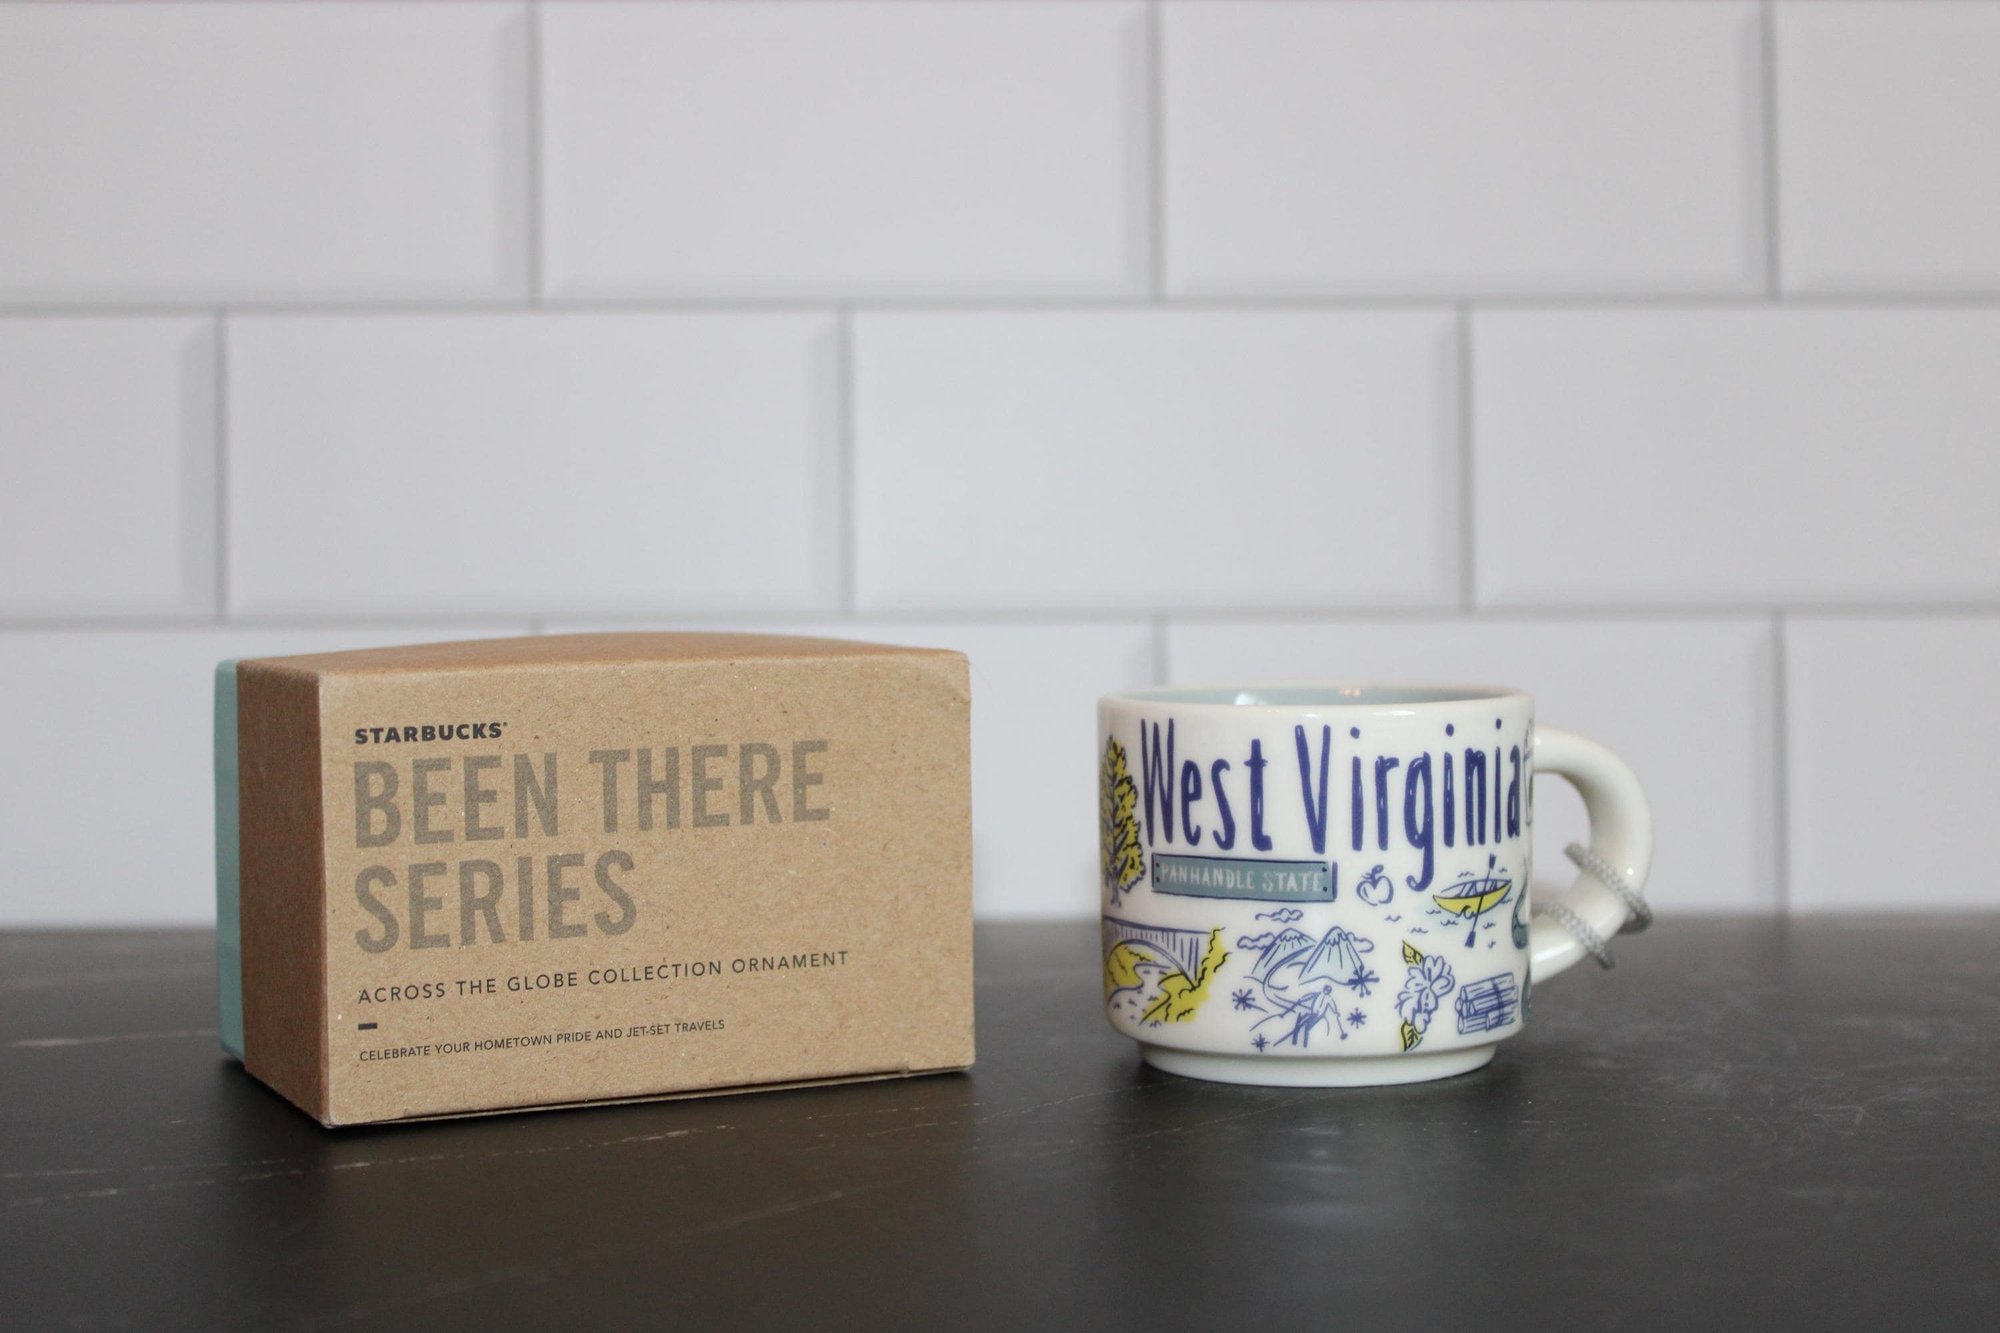 STARBUCKS®
BEEN THERE
SERIES
ACROSS THE GLOBE COLLECTION ORNAMENT
CELEBRATE YOUR HOMETOWN PRIDE AND JET-SET TRAVELS
West Virginia
PANHANDLE STATE